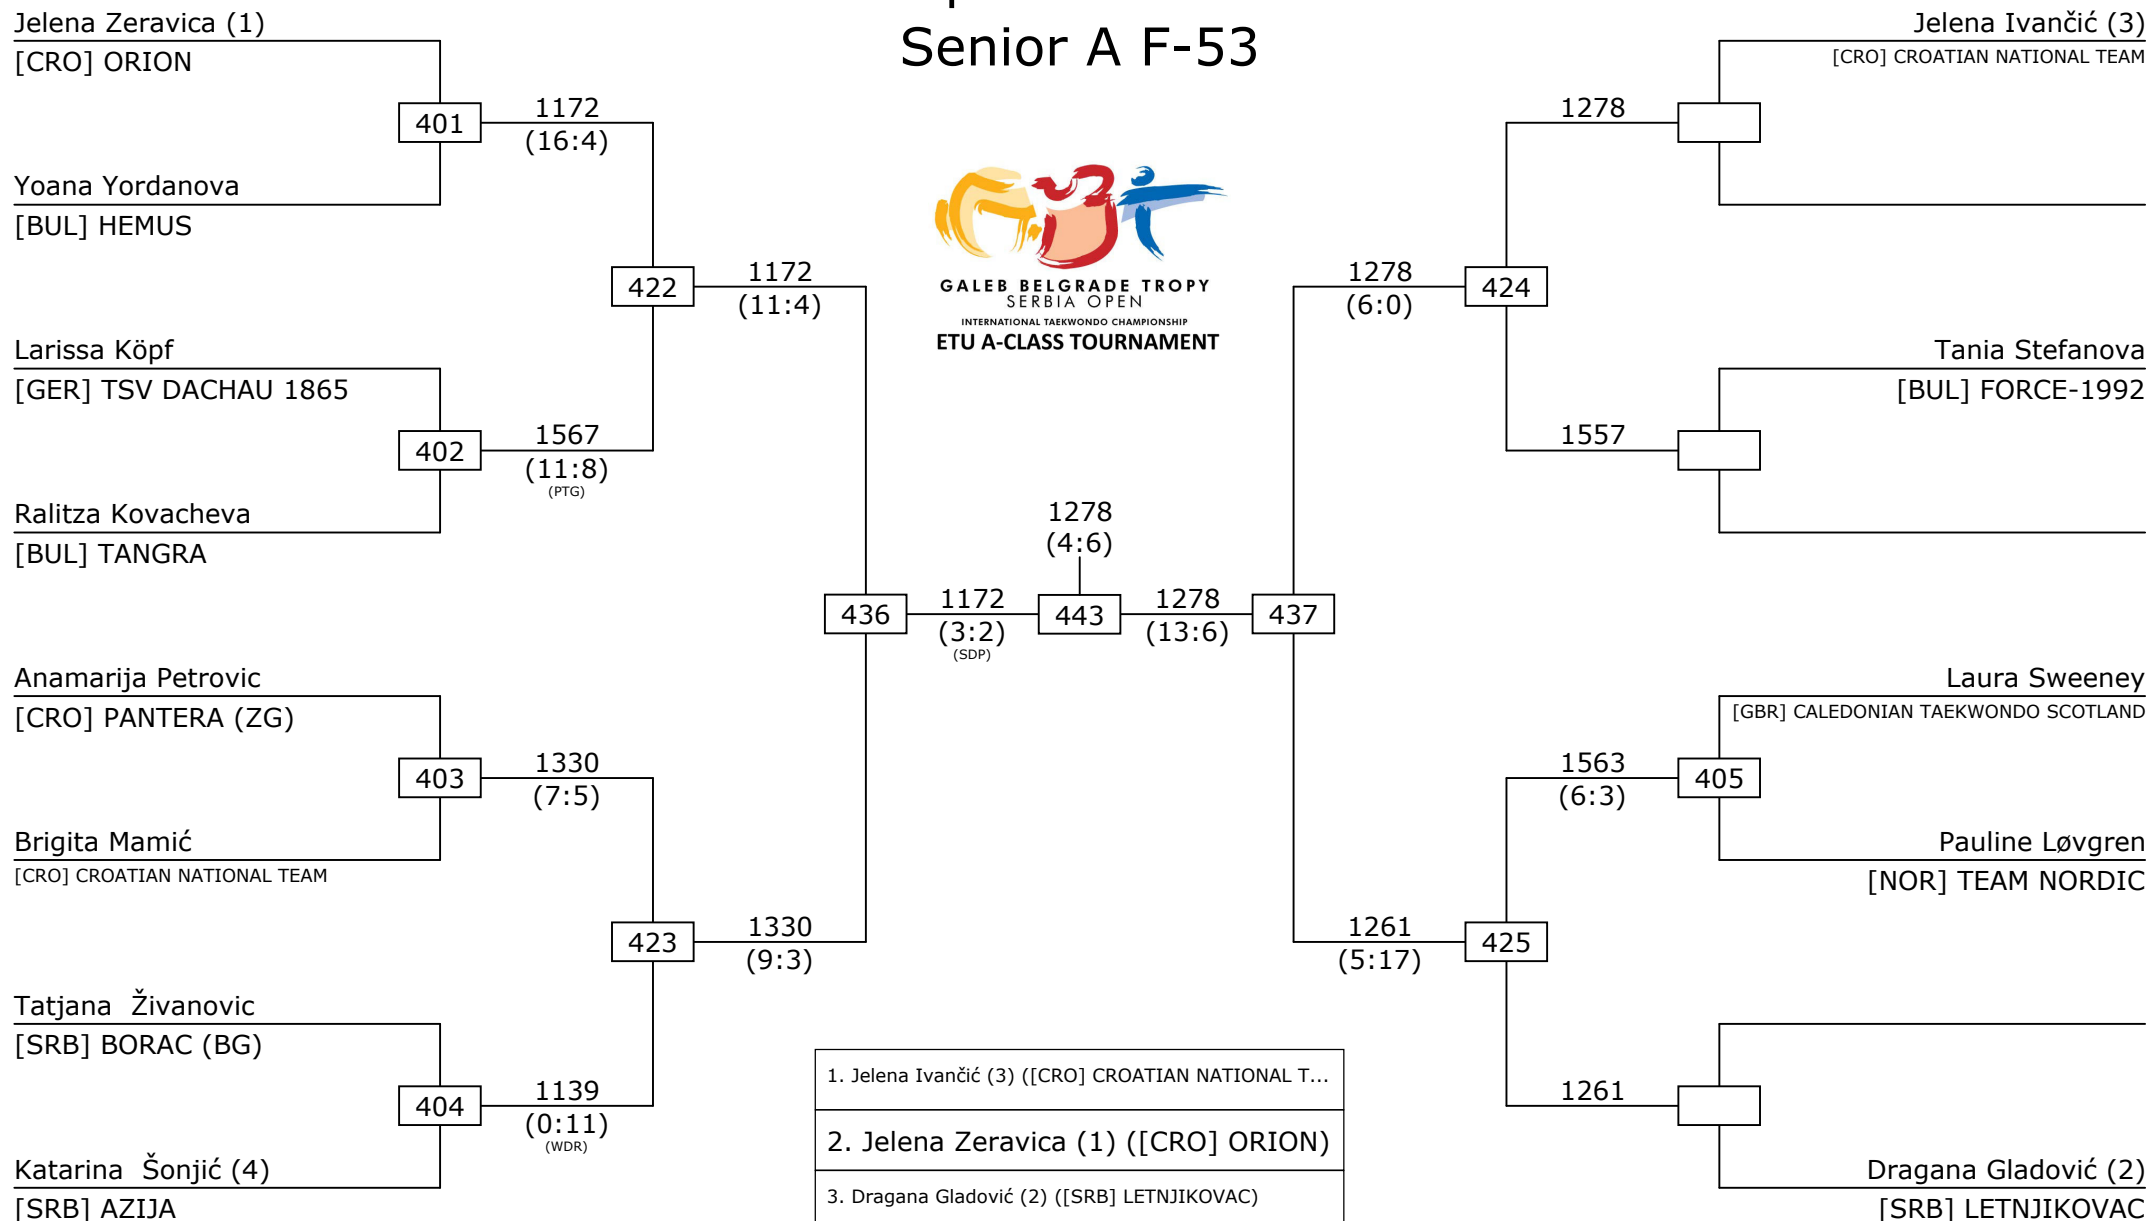 Senior A F-53
Jelena Zeravica (1)
[CRO] ORION
401
1172
(16:4)
Yoana Yordanova
[BUL] HEMUS
422
1172
(11:4)
Larissa Köpf
[GER] TSV DACHAU 1865
402
1567
(11:8)
(PTG)
Ralitza Kovacheva
[BUL] TANGRA
436
1172
(3:2)
(SDP)
Anamarija Petrovic
[CRO] PANTERA (ZG)
403
1330
(7:5)
Brigita Mamić
[CRO] CROATIAN NATIONAL TEAM
423
1330
(9:3)
Tatjana  Živanovic
[SRB] BORAC (BG)
404
1139
(0:11)
(WDR)
Katarina  Šonjić (4)
[SRB] AZIJA
GALEB BELGRADE TROPY
SERBIA OPEN
INTERNATIONAL TAEKWONDO CHAMPIONSHIP
ETU A-CLASS TOURNAMENT
1278
(4:6)
443
1278
(13:6)
437
Jelena Ivančić (3)
[CRO] CROATIAN NATIONAL TEAM
1278
1278
(6:0)
424
Tania Stefanova
[BUL] FORCE-1992
1557
Laura Sweeney
[GBR] CALEDONIAN TAEKWONDO SCOTLAND
1563
(6:3)
405
Pauline Løvgren
[NOR] TEAM NORDIC
1261
(5:17)
425
1261
Dragana Gladović (2)
[SRB] LETNJIKOVAC
1. Jelena Ivančić (3) ([CRO] CROATIAN NATIONAL T...
2. Jelena Zeravica (1) ([CRO] ORION)
3. Dragana Gladović (2) ([SRB] LETNJIKOVAC)